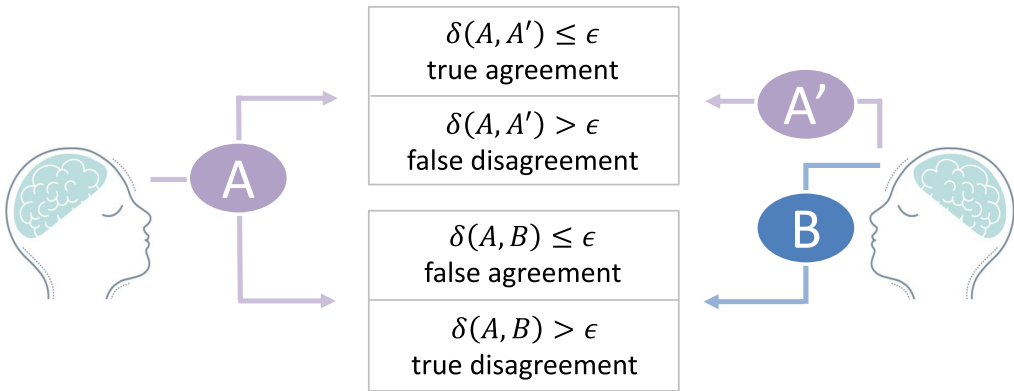 δ(A, A′) ≤ ϵ
true agreement
δ(A, A′) > ϵ
false disagreement
A
A’
B
δ(A, B) ≤ ϵ
false agreement
δ(A, B) > ϵ
true disagreement